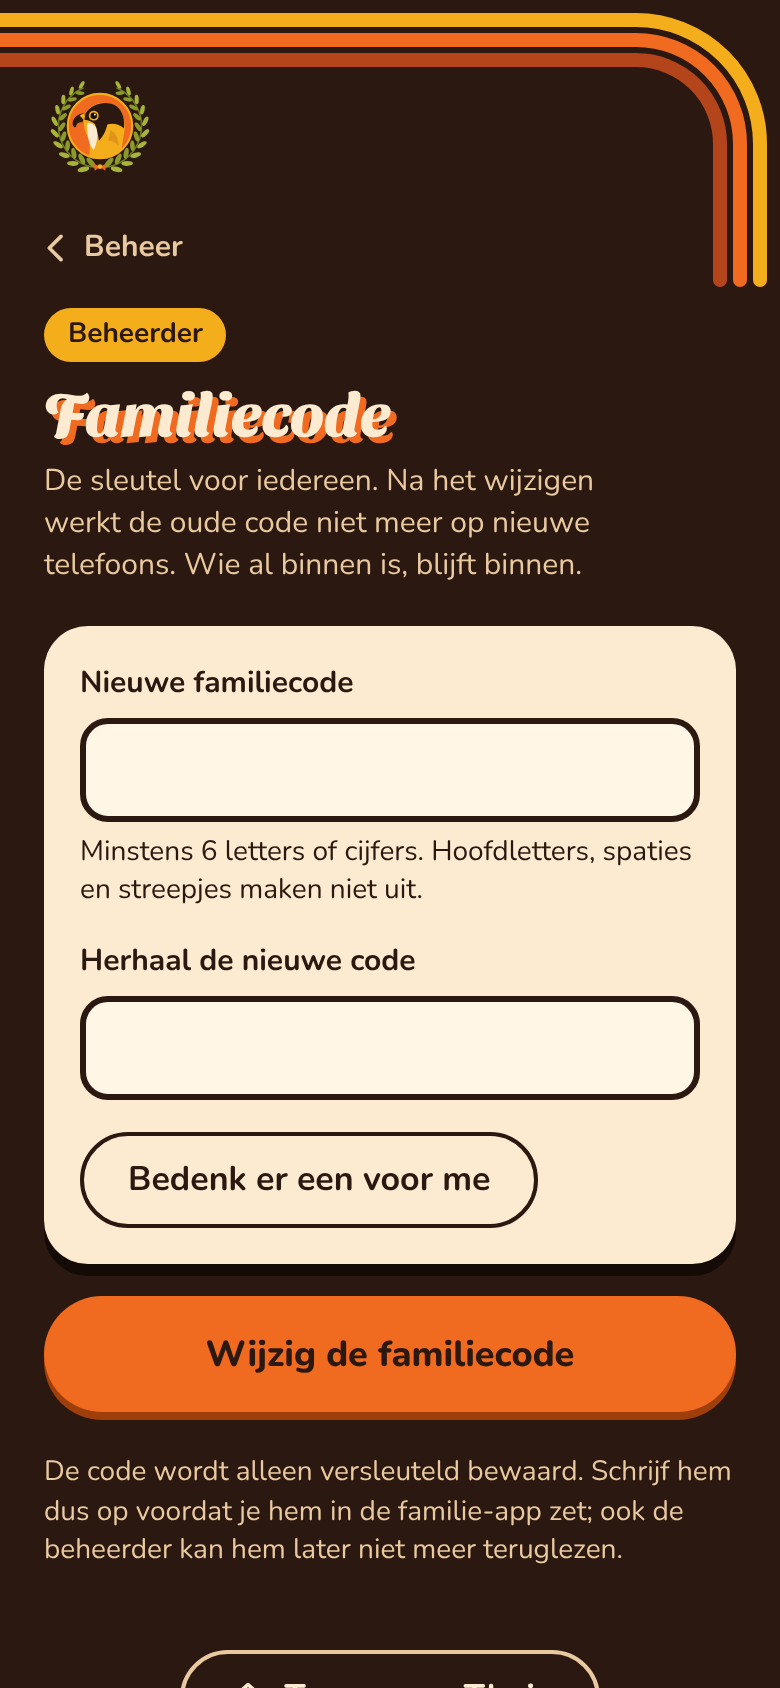 Beheer
Beheerder
Familiecode
De sleutel voor iedereen. Na het wijzigen
werkt de oude code niet meer op nieuwe
telefoons. Wie al binnen is, blijft binnen.
Nieuwe familiecode
Minstens 6 letters of cijfers. Hoofdletters, spaties
en streepjes maken niet uit.
Herhaal de nieuwe code
Bedenk er een voor me
Wijzig de familiecode
De code wordt alleen versleuteld bewaard. Schrijf hem
dus op voordat je hem in de familie-app zet; ook de
beheerder kan hem later niet meer teruglezen.